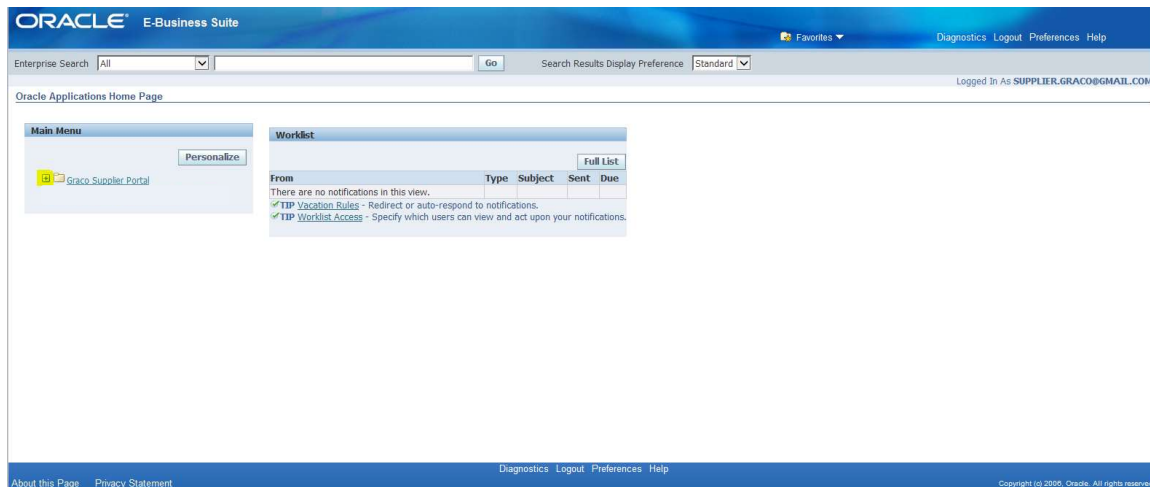 ORACLE® E-Business Suite
Favorites
Diagnostics Logout Preferences Help
Enterprise Search All Go Search Results Display Preference Standard
Logged In As SUPPLIER.GRACO@GMAIL.COM
Oracle Applications Home Page
Main Menu
Personalize
Graco Supplier Portal
Worklist
Full List
From Type Subject Sent Due
There are no notifications in this view.
TIP Vacation Rules - Redirect or auto-respond to notifications.
TIP Worklist Access - Specify which users can view and act upon your notifications.
Diagnostics Logout Preferences Help
About this Page Privacy Statement
Copyright (c) 2006, Oracle. All rights reserve